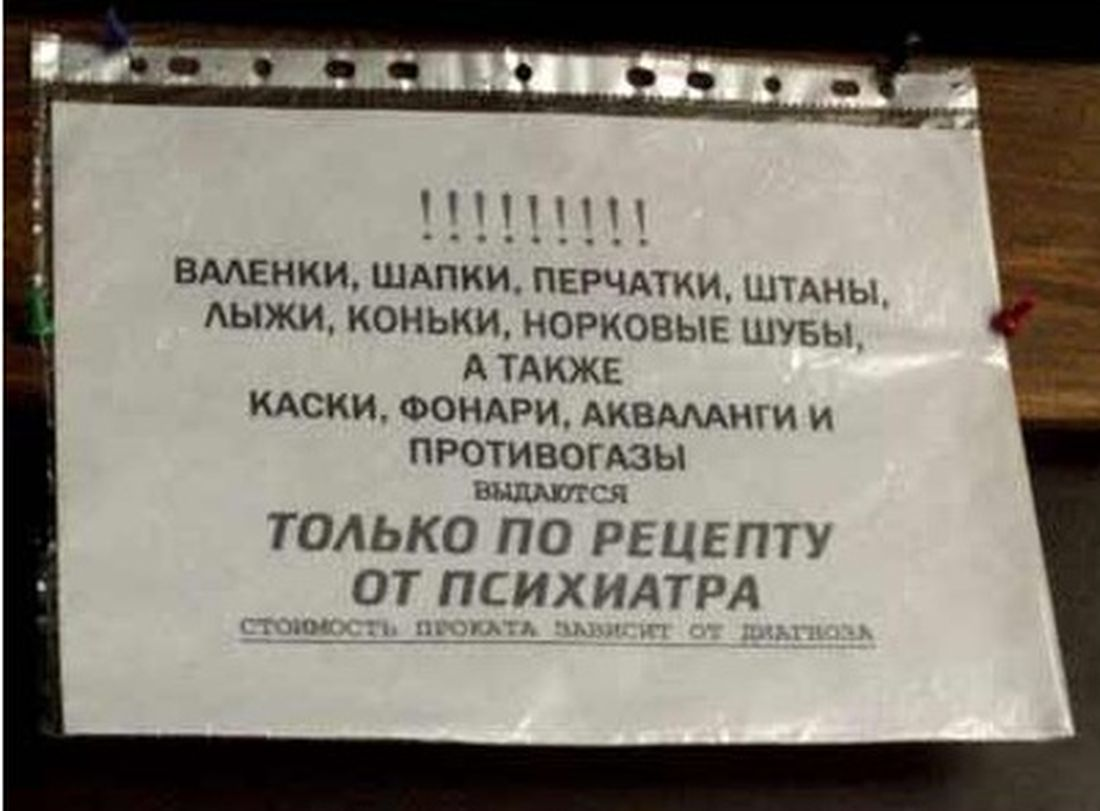 !!!!!!!!!
ВАЛЕНКИ, ШАПКИ, ПЕРЧАТКИ, ШТАНЫ,
ЛЫЖИ, КОНЬКИ, НОРКОВЫЕ ШУБЫ,
А ТАКЖЕ
КАСКИ, ФОНАРИ, АКВАЛАНГИ И
ПРОТИВОГАЗЫ
ВЫДАЮТСЯ
ТОЛЬКО ПО РЕЦЕПТУ
ОТ ПСИХИАТРА
СТОИМОСТЬ ПРОКАТА ЗАВИСИТ ОТ ДИАГНОЗА